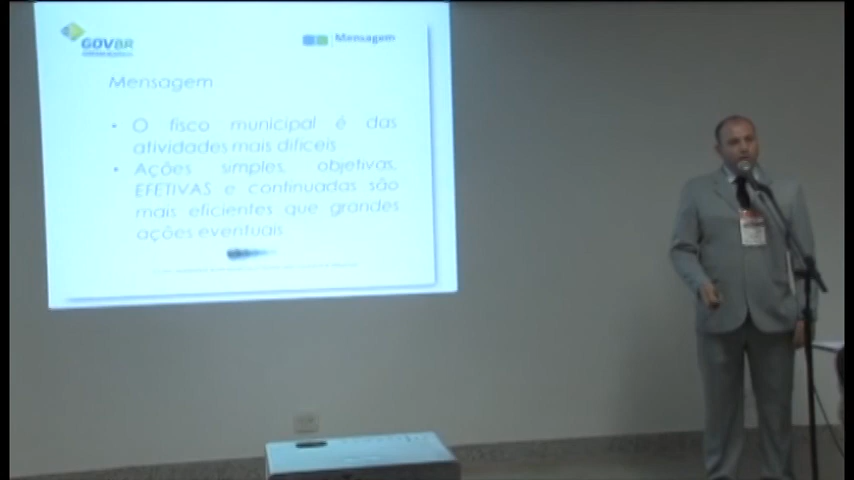 GOVBR
Mensagem
Mensagem
• O fisco municipal é das
atividades mais difíceis
• Ações simples, objetivas,
EFETIVAS e continuadas são
mais eficientes que grandes
ações eventuais